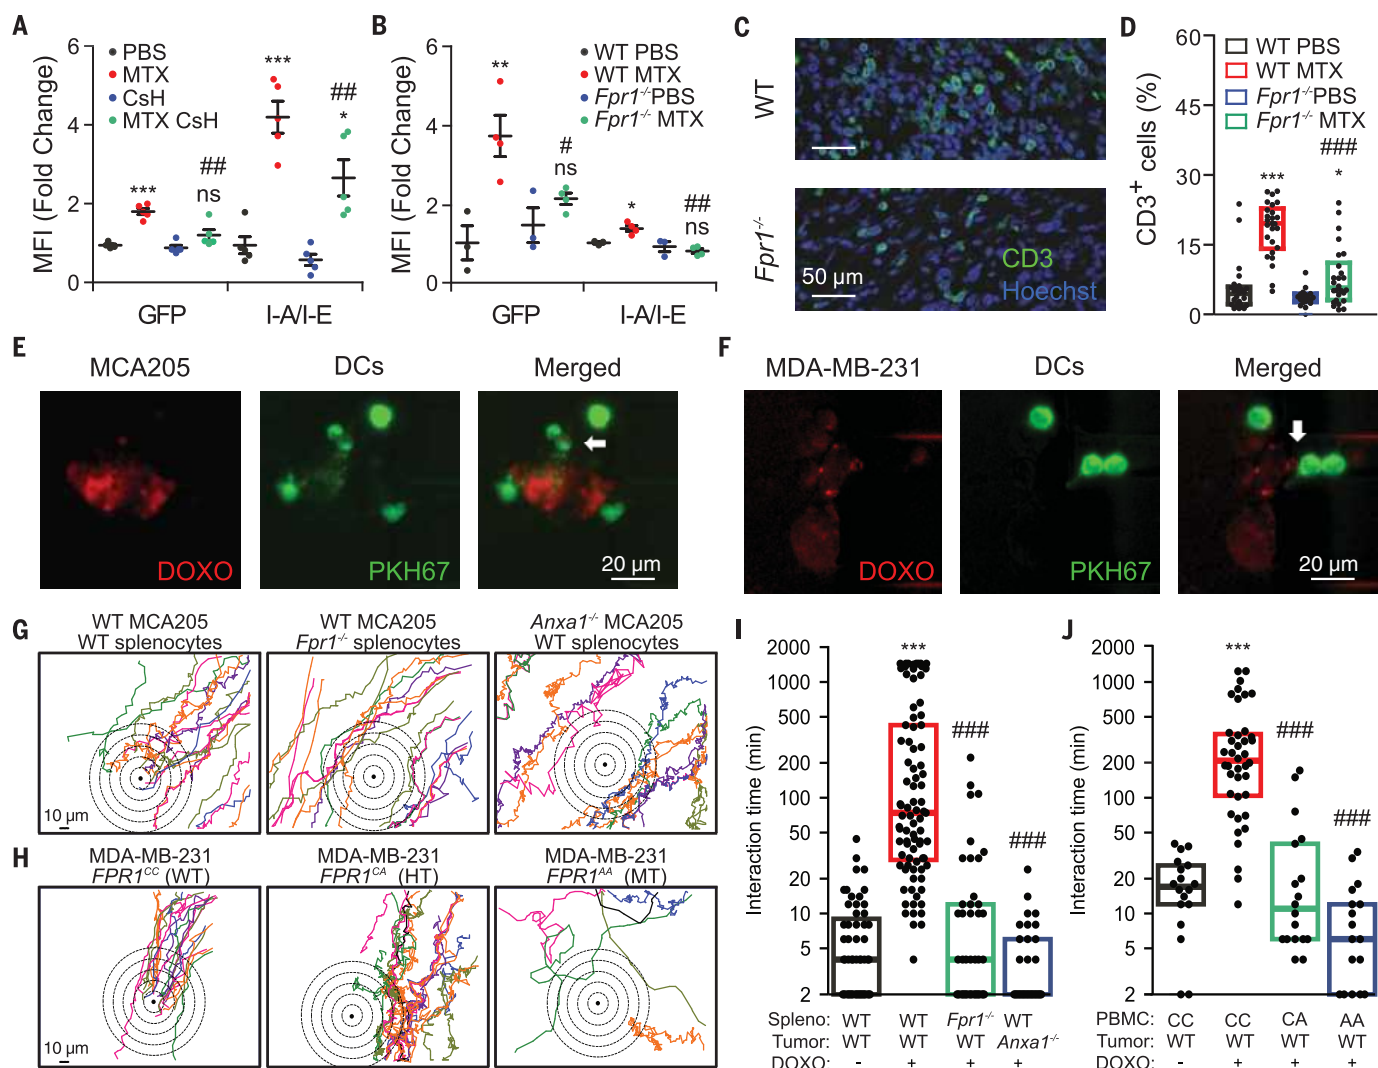 A
MFI (Fold Change)
6
4
2
0
PBS
MTX
CsH
MTX CsH
***
##
ns
***
##
*
GFP
I-A/I-E
B
MFI (Fold Change)
6
4
2
0
WT PBS
WT MTX
Fpr1-/-PBS
Fpr1-/- MTX
**
#
ns
*
##
ns
GFP
I-A/I-E
C
WT
Fpr1-/-
50 µm
CD3
Hoechst
D
CD3+ cells (%)
60
45
30
15
0
WT PBS
WT MTX
Fpr1-/-PBS
Fpr1-/- MTX
***
###
*
E
MCA205
DCs
Merged
DOXO
PKH67
20 µm
F
MDA-MB-231
DCs
Merged
DOXO
PKH67
20 µm
G
WT MCA205
WT splenocytes
WT MCA205
Fpr1-/- splenocytes
Anxa1-/- MCA205
WT splenocytes
10 µm
H
MDA-MB-231
FPR1CC (WT)
MDA-MB-231
FPR1CA (HT)
MDA-MB-231
FPR1AA (MT)
10 µm
I
Interaction time (min)
2000
1000
500
200
100
50
20
10
5
2
***
###
###
Spleno: WT WT Fpr1-/- WT
Tumor: WT WT WT Anxa1-/-
DOXO: - + + +
J
Interaction time (min)
2000
1000
500
200
100
50
20
10
5
2
***
###
###
PBMC: CC CC CA AA
Tumor: WT WT WT WT
DOXO: - + + +